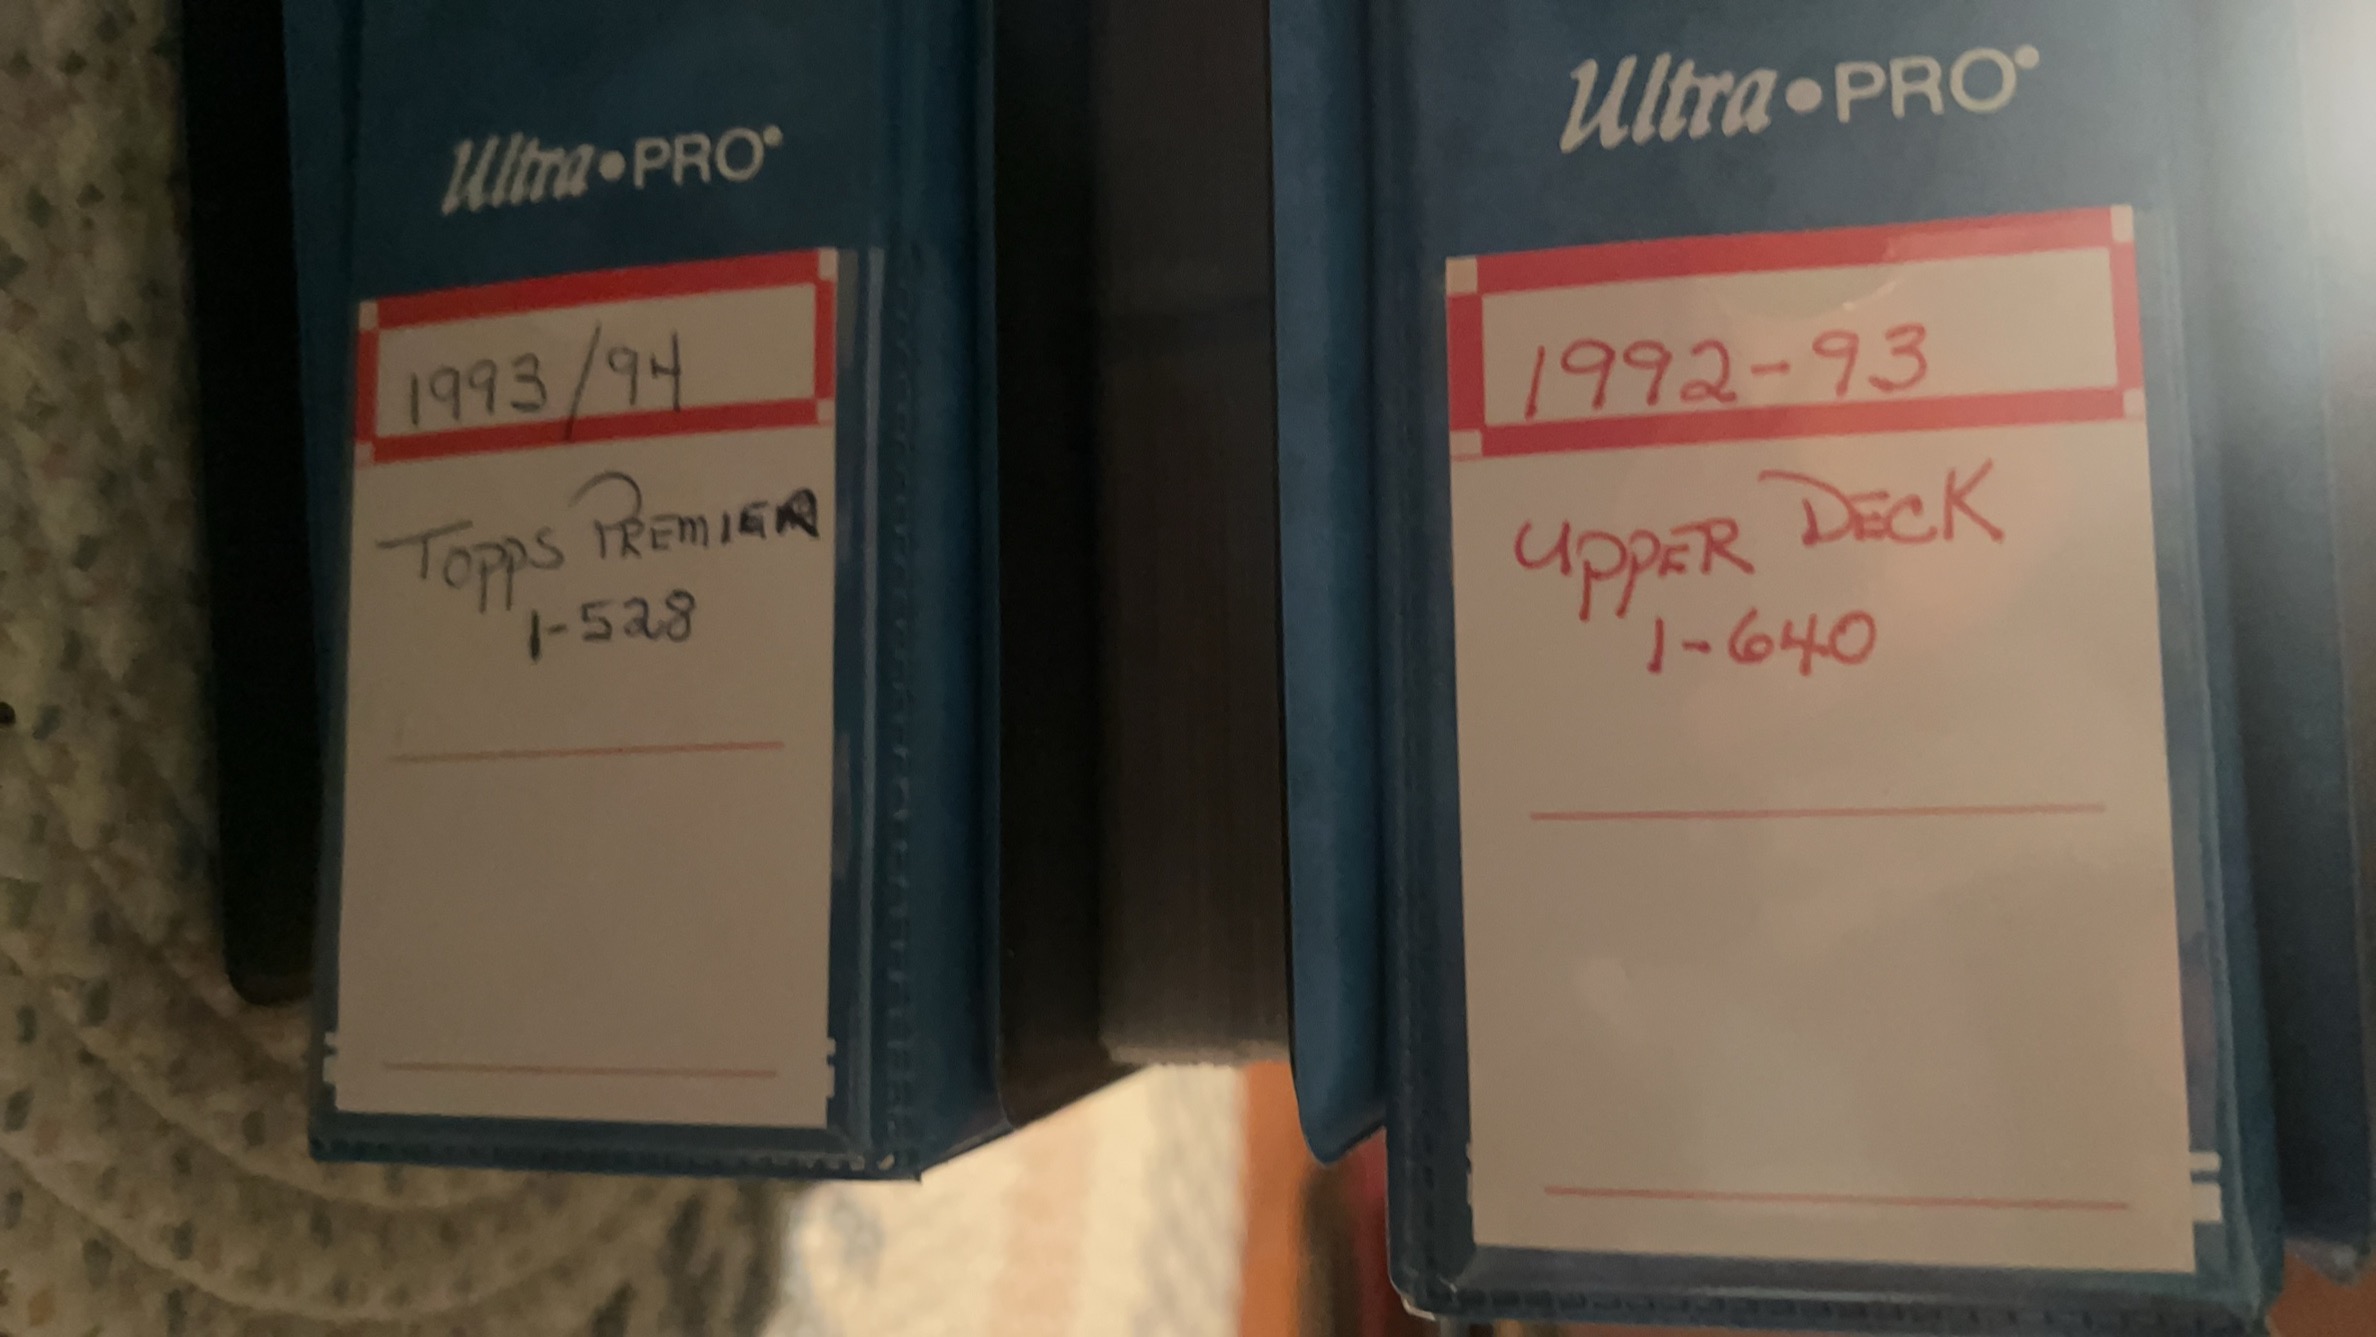 Ultra•PRO
1993/94
TOPPS PREMIER
1-528
Ultra•PRO
1992-93
UPPER DECK
1-640